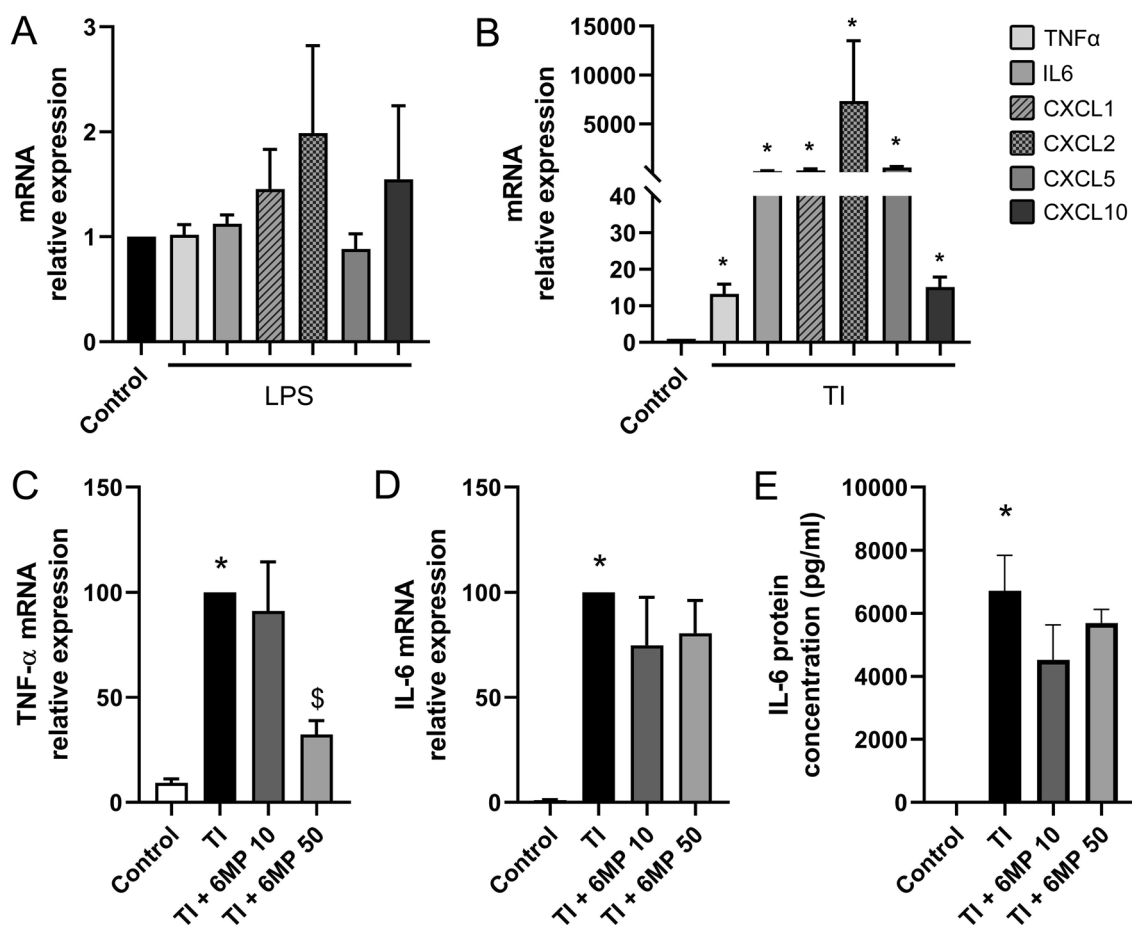 A
mRNA
relative expression
3
2
1
0
Control
LPS
B
mRNA
relative expression
15000
10000
5000
40
30
20
10
0
*
*
*
*
*
*
Control
TI
TNFα
IL6
CXCL1
CXCL2
CXCL5
CXCL10
C
TNF-α mRNA
relative expression
150
100
50
0
*
$
Control
TI
TI + 6MP 10
TI + 6MP 50
D
IL-6 mRNA
relative expression
150
100
50
0
*
Control
TI
TI + 6MP 10
TI + 6MP 50
E
IL-6 protein
concentration (pg/ml)
10000
8000
6000
4000
2000
0
*
Control
TI
TI + 6MP 10
TI + 6MP 50